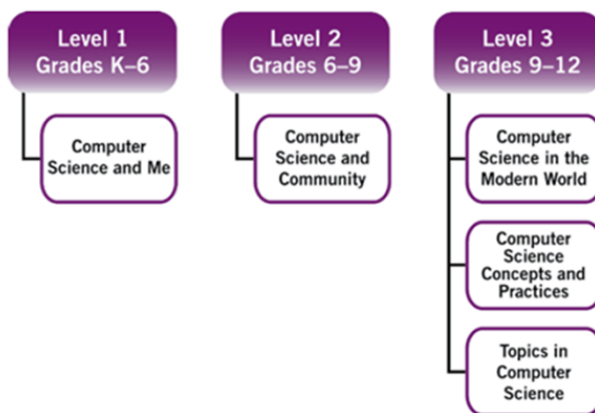 Level 1
Grades K–6
Computer
Science and Me
Level 2
Grades 6–9
Computer
Science and
Community
Level 3
Grades 9–12
Computer
Science in the
Modern World
Computer
Science
Concepts and
Practices
Topics in
Computer
Science